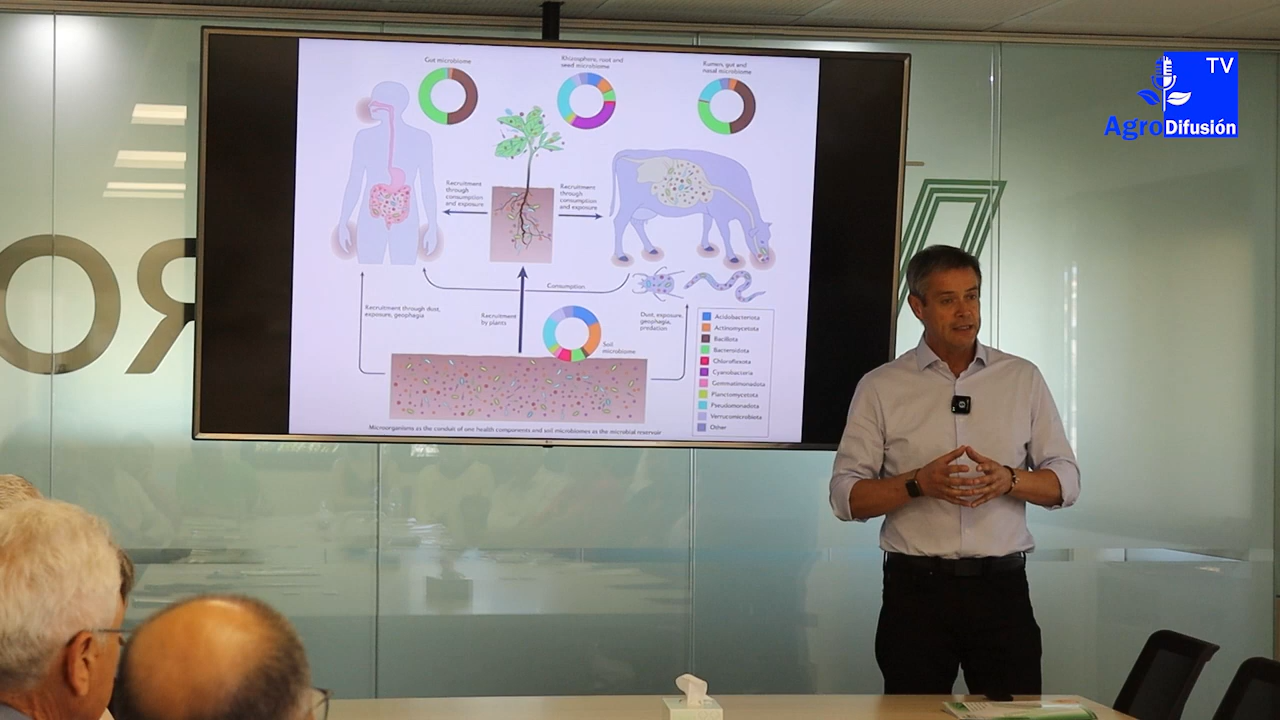 Gut microbiome
Rhizosphere, root and
seed microbiome
Rumen, gut and
nasal microbiome
TV
AgroDifusión
Recruitment
through
consumption
and exposure
Recruitment
through
consumption
and exposure
Consumption
Recruitment through dust,
exposure, geophagia
Recruitment
by plants
Dust, exposure,
geophagia,
predation
Soil
microbiome
Acidobacteriota
Actinomycetota
Bacillota
Bacteroidota
Chloroflexota
Cyanobacteria
Gemmatimonadota
Planctomycetota
Pseudomonadota
Verrucomicrobiota
Other
Microorganisms as the conduit of one health components and soil microbiomes as the microbial reservoir
LG